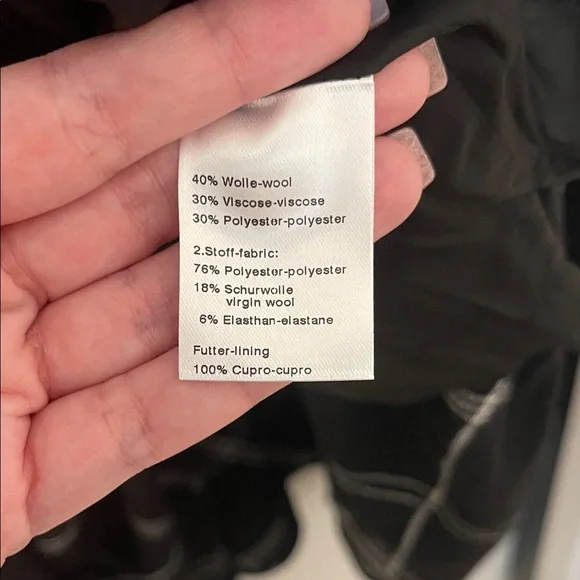 40% Wolle-wool
30% Viscose-viscose
30% Polyester-polyester
2.Stoff-fabric:
76% Polyester-polyester
18% Schurwolle
virgin wool
6% Elasthan-elastane
Futter-lining
100% Cupro-cupro